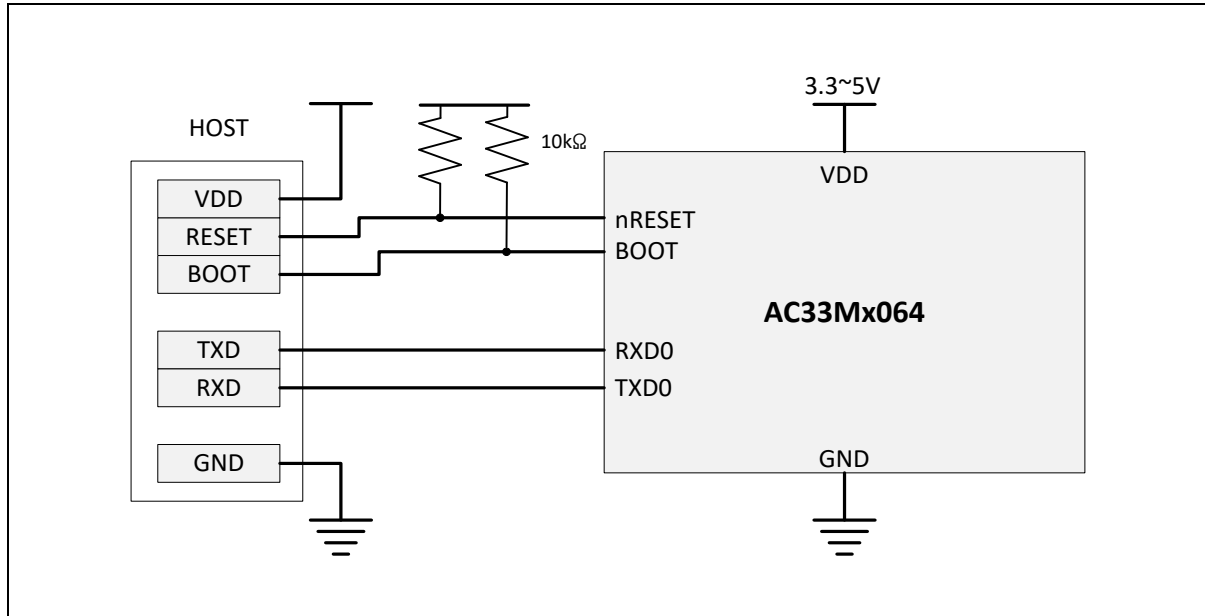 3.3~5V
HOST
10kΩ
VDD
VDD
RESET
nRESET
BOOT
BOOT
AC33Mx064
TXD
RXD0
RXD
TXD0
GND
GND